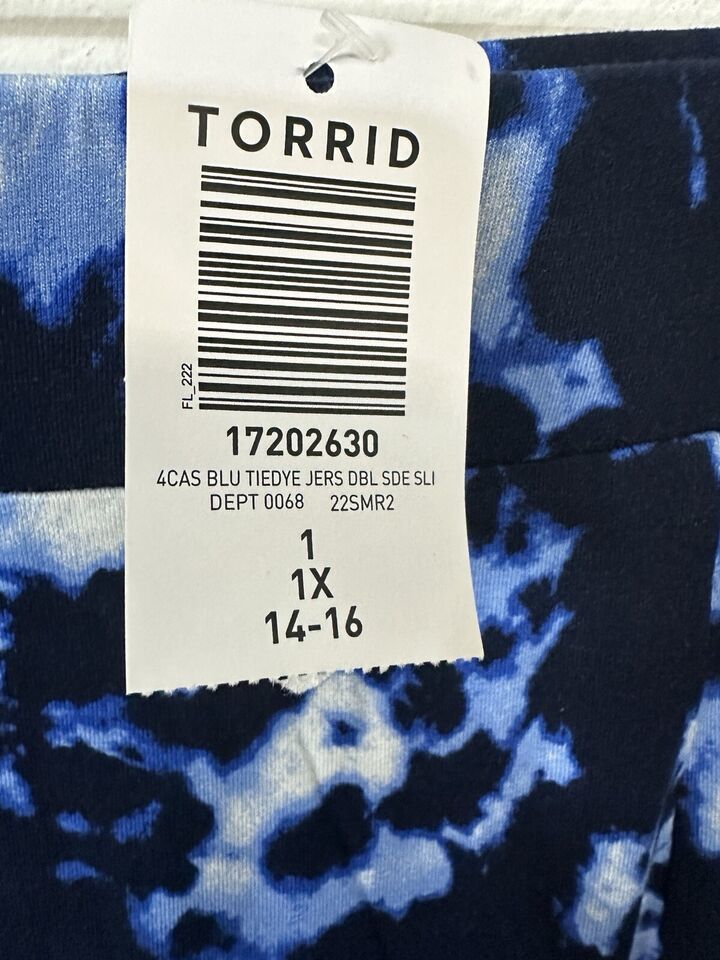 TORRID
FL_222
17202630
4CAS BLU TIEDYE JERS DBL SDE SLI
DEPT 0068 22SMR2
1
1X
14-16